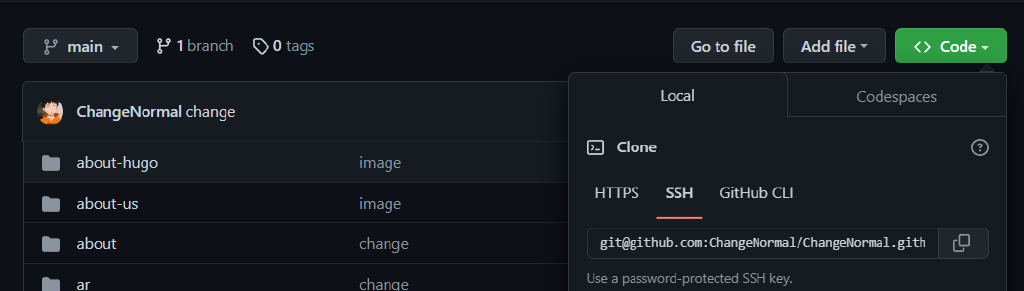 main 1 branch 0 tags Go to file Add file Code
Local Codespaces
ChangeNormal change
Clone
about-hugo image
HTTPS SSH GitHub CLI
about-us image
about change
git@github.com:ChangeNormal/ChangeNormal.gith
Use a password-protected SSH key.
ar change